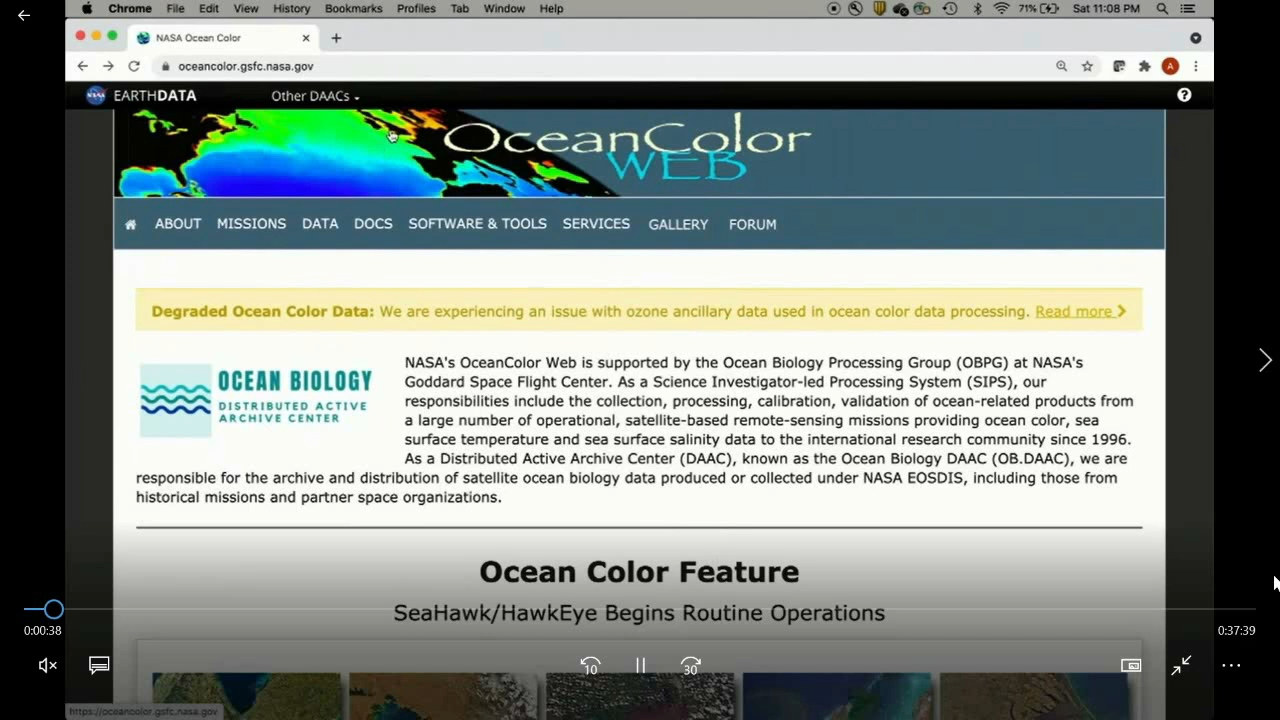 Chrome File Edit View History Bookmarks Profiles Tab Window Help 71% Sat 11:08 PM
NASA Ocean Color
oceancolor.gsfc.nasa.gov A
NASA EARTHDATA Other DAACs
OceanColor
WEB
ABOUT MISSIONS DATA DOCS SOFTWARE & TOOLS SERVICES GALLERY FORUM
Degraded Ocean Color Data: We are experiencing an issue with ozone ancillary data used in ocean color data processing. Read more
OCEAN BIOLOGY
DISTRIBUTED ACTIVE
ARCHIVE CENTER
NASA's OceanColor Web is supported by the Ocean Biology Processing Group (OBPG) at NASA's
Goddard Space Flight Center. As a Science Investigator-led Processing System (SIPS), our
responsibilities include the collection, processing, calibration, validation of ocean-related products from
a large number of operational, satellite-based remote-sensing missions providing ocean color, sea
surface temperature and sea surface salinity data to the international research community since 1996.
As a Distributed Active Archive Center (DAAC), known as the Ocean Biology DAAC (OB.DAAC), we are
responsible for the archive and distribution of satellite ocean biology data produced or collected under NASA EOSDIS, including those from
historical missions and partner space organizations.
Ocean Color Feature
SeaHawk/HawkEye Begins Routine Operations
0:00:38 0:37:39
10 30
https://oceancolor.gsfc.nasa.gov